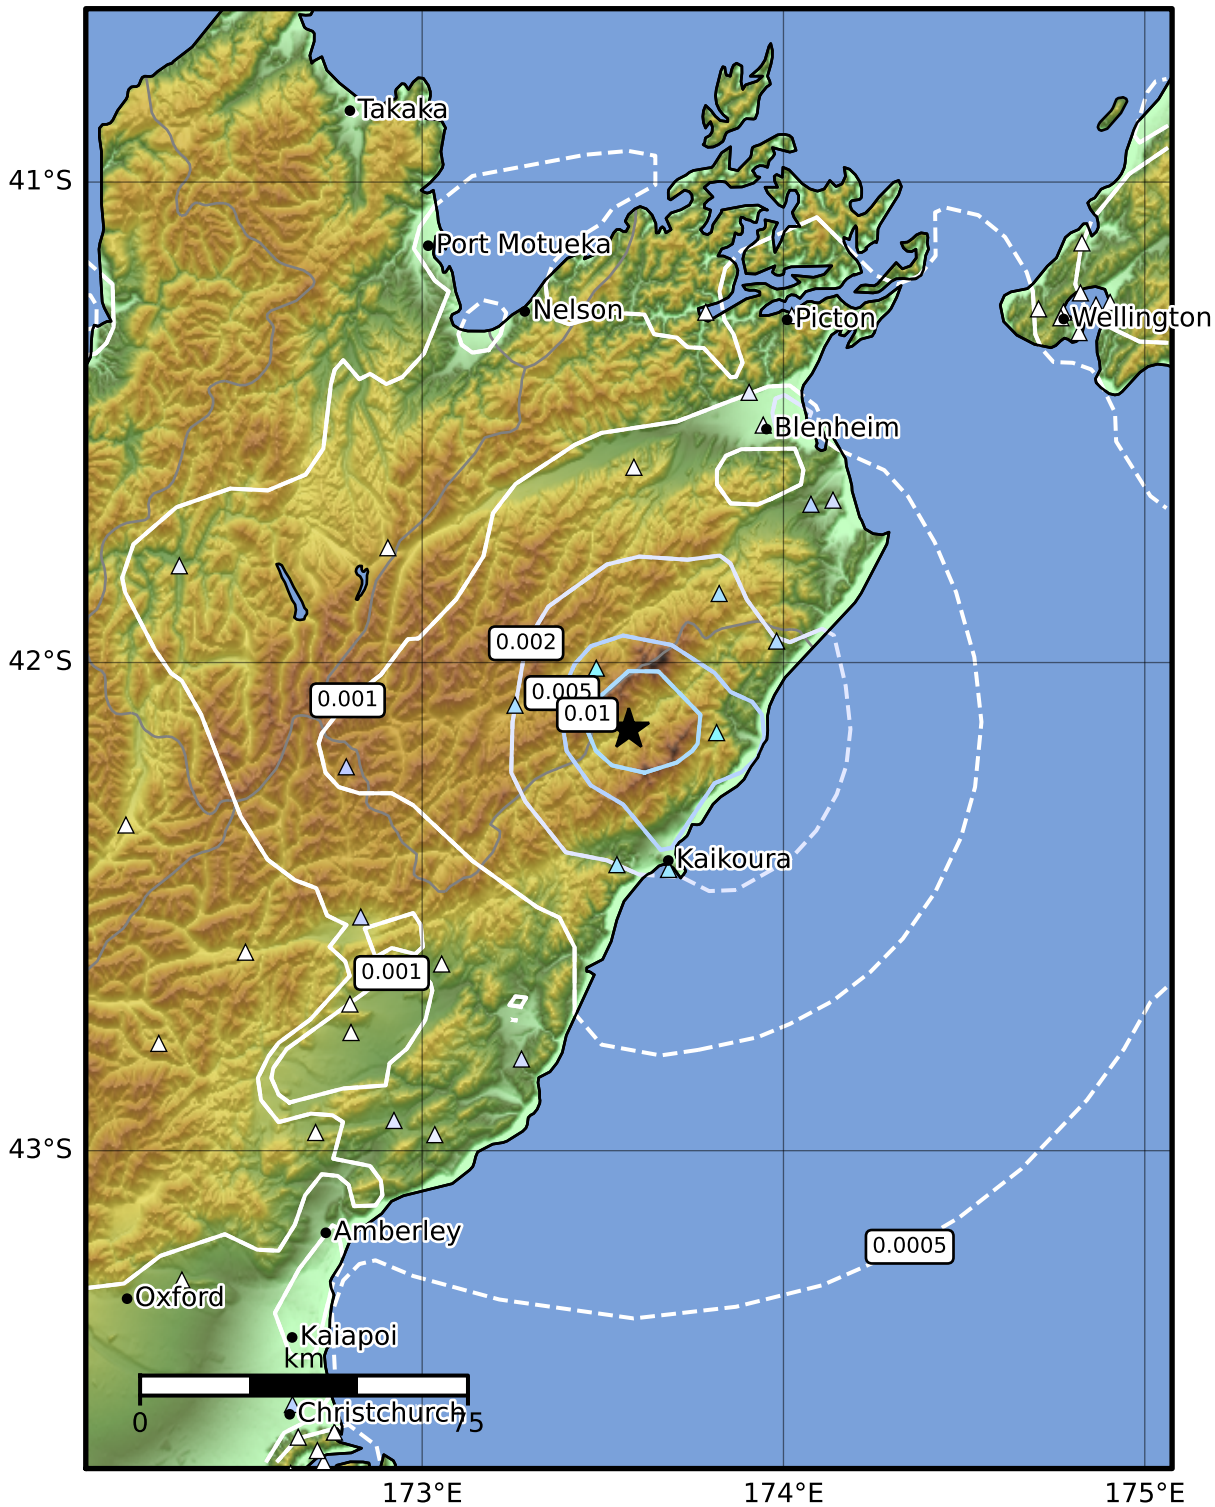 Takaka
41°S
Port Motueka
Nelson
Picton
Wellington
Blenheim
0.002
42°S
0.005
0.001
0.01
Kaikoura
0.001
43°S
Amberley
0.0005
Oxford
Kaiapoi
km
0
75
Christchurch
173°E
174°E
175°E